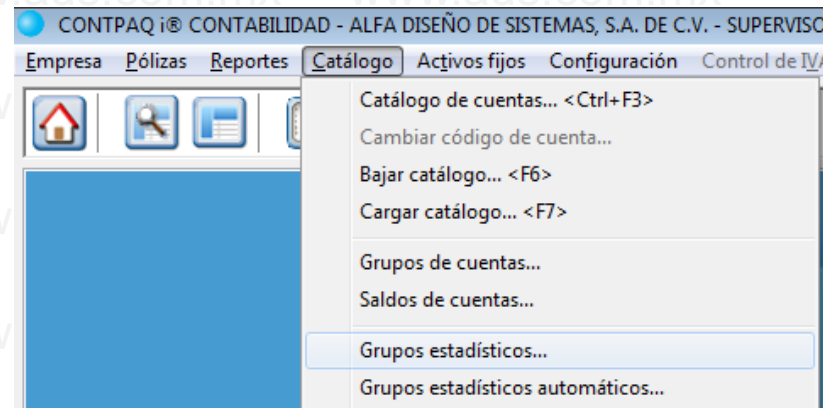 CONTPAQ i® CONTABILIDAD - ALFA DISEÑO DE SISTEMAS, S.A. DE C.V. - SUPERVISO
Empresa Pólizas Reportes Catálogo Activos fijos Configuración Control de IVA
Catálogo de cuentas... <Ctrl+F3>
Cambiar código de cuenta...
Bajar catálogo... <F6>
Cargar catálogo... <F7>
Grupos de cuentas...
Saldos de cuentas...
Grupos estadísticos...
Grupos estadísticos automáticos...